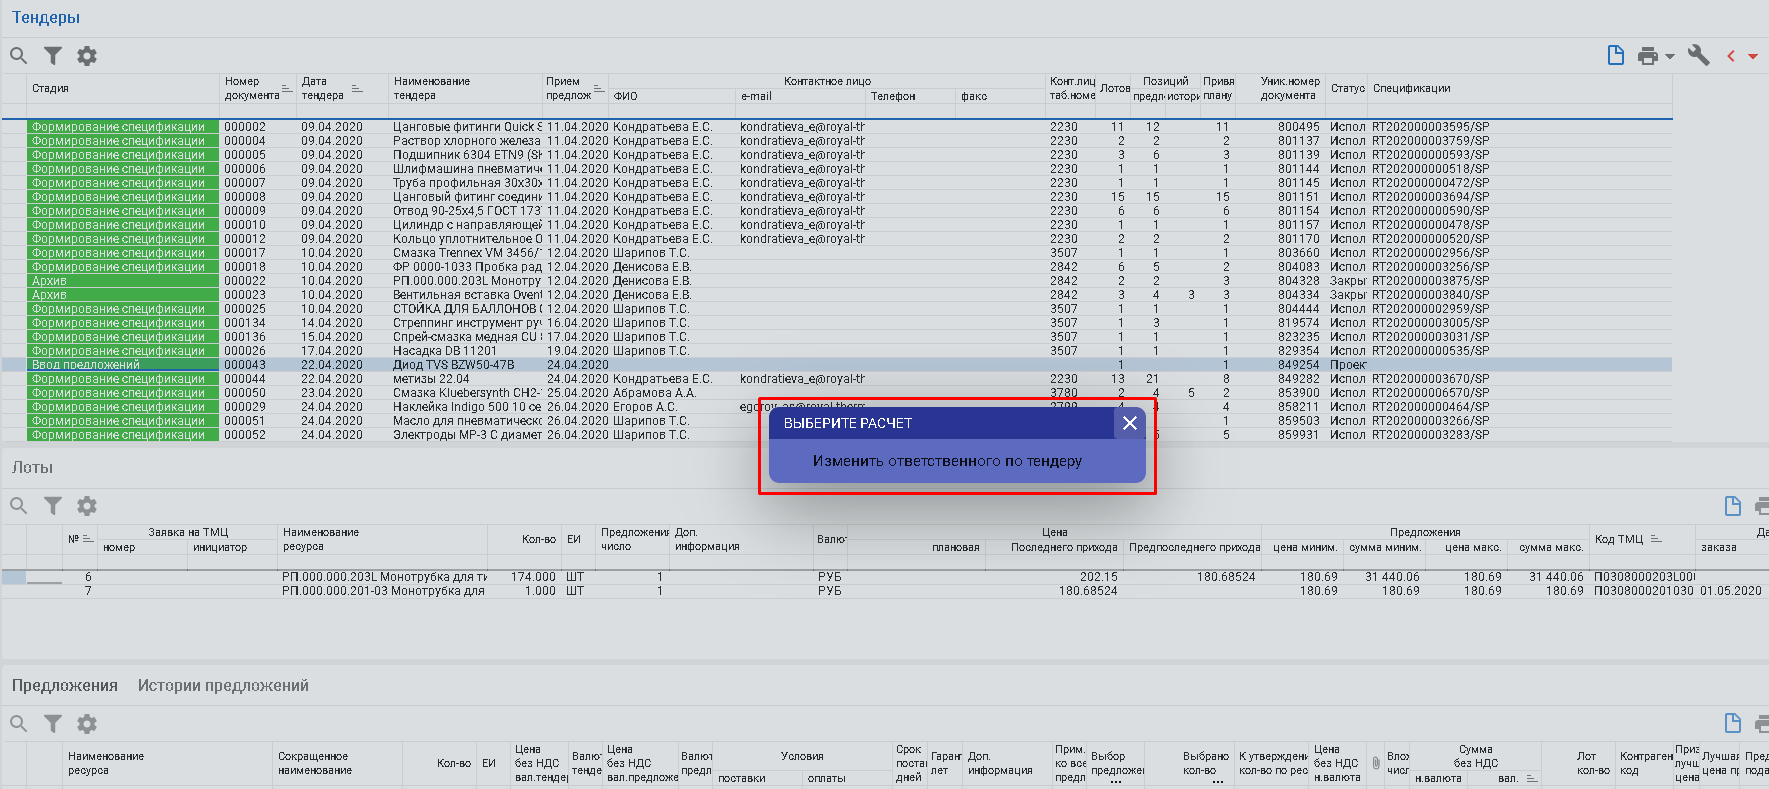 Тендеры
Стадия
Номер документа
Дата тендера
Наименование тендера
Прием предлож
Контактное лицо
ФИО
e-mail
Телефон
факс
Конт.лиц таб.номе
Лотов
Позиций
предл
истори
Привя плану
Уник.номер документа
Статус
Спецификации
Формирование спецификации 000002 09.04.2020 Цанговые фитинги Quick S 11.04.2020 Кондратьева Е.С. kondratieva_e@royal-th 2230 11 12 11 800495 Испол RT202000003595/SP
Формирование спецификации 000004 09.04.2020 Раствор хлорного железа 11.04.2020 Кондратьева Е.С. kondratieva_e@royal-th 2230 2 2 2 801137 Испол RT202000003759/SP
Формирование спецификации 000005 09.04.2020 Подшипник 6304 ETN9 (SK 11.04.2020 Кондратьева Е.С. kondratieva_e@royal-th 2230 3 6 3 801139 Испол RT202000000593/SP
Формирование спецификации 000006 09.04.2020 Шлифмашина пневматич 11.04.2020 Кондратьева Е.С. kondratieva_e@royal-th 2230 1 1 1 801144 Испол RT202000000518/SP
Формирование спецификации 000007 09.04.2020 Труба профильная 30х30х 11.04.2020 Кондратьева Е.С. kondratieva_e@royal-th 2230 1 1 1 801145 Испол RT202000000472/SP
Формирование спецификации 000008 09.04.2020 Цанговый фитинг соедини 11.04.2020 Кондратьева Е.С. kondratieva_e@royal-th 2230 15 15 15 801151 Испол RT202000003694/SP
Формирование спецификации 000009 09.04.2020 Отвод 90-25х4,5 ГОСТ 1737 11.04.2020 Кондратьева Е.С. kondratieva_e@royal-th 2230 6 6 6 801154 Испол RT202000000590/SP
Формирование спецификации 000010 09.04.2020 Цилиндр с направляющей 11.04.2020 Кондратьева Е.С. kondratieva_e@royal-th 2230 1 1 1 801157 Испол RT202000000478/SP
Формирование спецификации 000012 09.04.2020 Кольцо уплотнительное О 11.04.2020 Кондратьева Е.С. kondratieva_e@royal-th 2230 2 2 2 801170 Испол RT202000000520/SP
Формирование спецификации 000017 10.04.2020 Смазка Trennex VM 3456/1 12.04.2020 Шарипов Т.С. 3507 1 1 1 803660 Испол RT202000002956/SP
Формирование спецификации 000018 10.04.2020 ФР 0000-1033 Пробка рад 12.04.2020 Денисова Е.В. 2842 6 5 2 804083 Испол RT202000003256/SP
Архив 000022 10.04.2020 РП.000.000.203L Монотру 12.04.2020 Денисова Е.В. 2842 2 2 3 804328 Закры RT202000003875/SP
Архив 000023 10.04.2020 Вентильная вставка Ovent 12.04.2020 Денисова Е.В. 2842 3 4 3 3 804334 Закры RT202000003840/SP
Формирование спецификации 000025 10.04.2020 СТОЙКА ДЛЯ БАЛЛОНОВ С 12.04.2020 Шарипов Т.С. 3507 1 1 1 804444 Испол RT202000002959/SP
Формирование спецификации 000134 14.04.2020 Стреппинг инструмент руч 16.04.2020 Шарипов Т.С. 3507 1 3 1 819574 Испол RT202000003005/SP
Формирование спецификации 000136 15.04.2020 Спрей-смазка медная CU 17.04.2020 Шарипов Т.С. 3507 1 1 1 823235 Испол RT202000003031/SP
Формирование спецификации 000026 17.04.2020 Насадка DB 11201 19.04.2020 Шарипов Т.С. 3507 1 1 1 829354 Испол RT202000000535/SP
Ввод предложений 000043 22.04.2020 Диод TVS BZW50-47B 24.04.2020 1 1 849254 Проек
Формирование спецификации 000044 22.04.2020 метизы 22.04 24.04.2020 Кондратьева Е.С. kondratieva_e@royal-th 2230 13 21 8 849282 Испол RT202000003670/SP
Формирование спецификации 000050 23.04.2020 Смазка Kluebersynth CH2- 25.04.2020 Абрамова А.А. 3780 2 4 5 2 853900 Испол RT202000006570/SP
Формирование спецификации 000029 24.04.2020 Наклейка Indigo 500 10 се 26.04.2020 Егоров А.С. 4 858211 Испол RT202000000464/SP
Формирование спецификации 000051 24.04.2020 Масло для пневматическо 26.04.2020 Шарипов Т.С. 1 859503 Испол RT202000003266/SP
Формирование спецификации 000052 24.04.2020 Электроды МР-3 С диамет 26.04.2020 Шарипов Т.С. 5 859931 Испол RT202000003283/SP
ВЫБЕРИТЕ РАСЧЕТ
Изменить ответственного по тендеру
Лоты
№
Заявка на ТМЦ
номер
инициатор
Наименование ресурса
Кол-во
ЕИ
Предложения число
Доп. информация
Валют
Цена
плановая
Последнего прихода
Предпоследнего прихода
Предложения
цена миним.
сумма миним.
цена макс.
сумма макс.
Код ТМЦ
Да
заказа
6 РП.000.000.203L Монотрубка для ти 174.000 ШТ 1 РУБ 202.15 180.68524 180.69 31 440.06 180.69 31 440.06 П0308000203L00
7 РП.000.000.201-03 Монотрубка для 1.000 ШТ 1 РУБ 180.68524 180.69 180.69 180.69 180.69 П0308000201030 01.05.2020
Предложения Истории предложений
Наименование ресурса
Сокращенное наименование
Кол-во
ЕИ
Цена без НДС вал.тендер
Валют тенде
Цена без НДС вал.предложе
Валют предл
Условия
поставки
оплаты
Срок поста дней
Гаран лет
Доп. информация
Прим. ко все предл
Выбор предложен ...
Выбрано кол-во ...
К утвержден кол-во по рес
Цена без НДС н.валюта
Влож числ
Сумма без НДС
н.валюта
вал.
Лот кол-во
Контраген код
Приз лучш цена
Лучшая цена пр
Пред пода